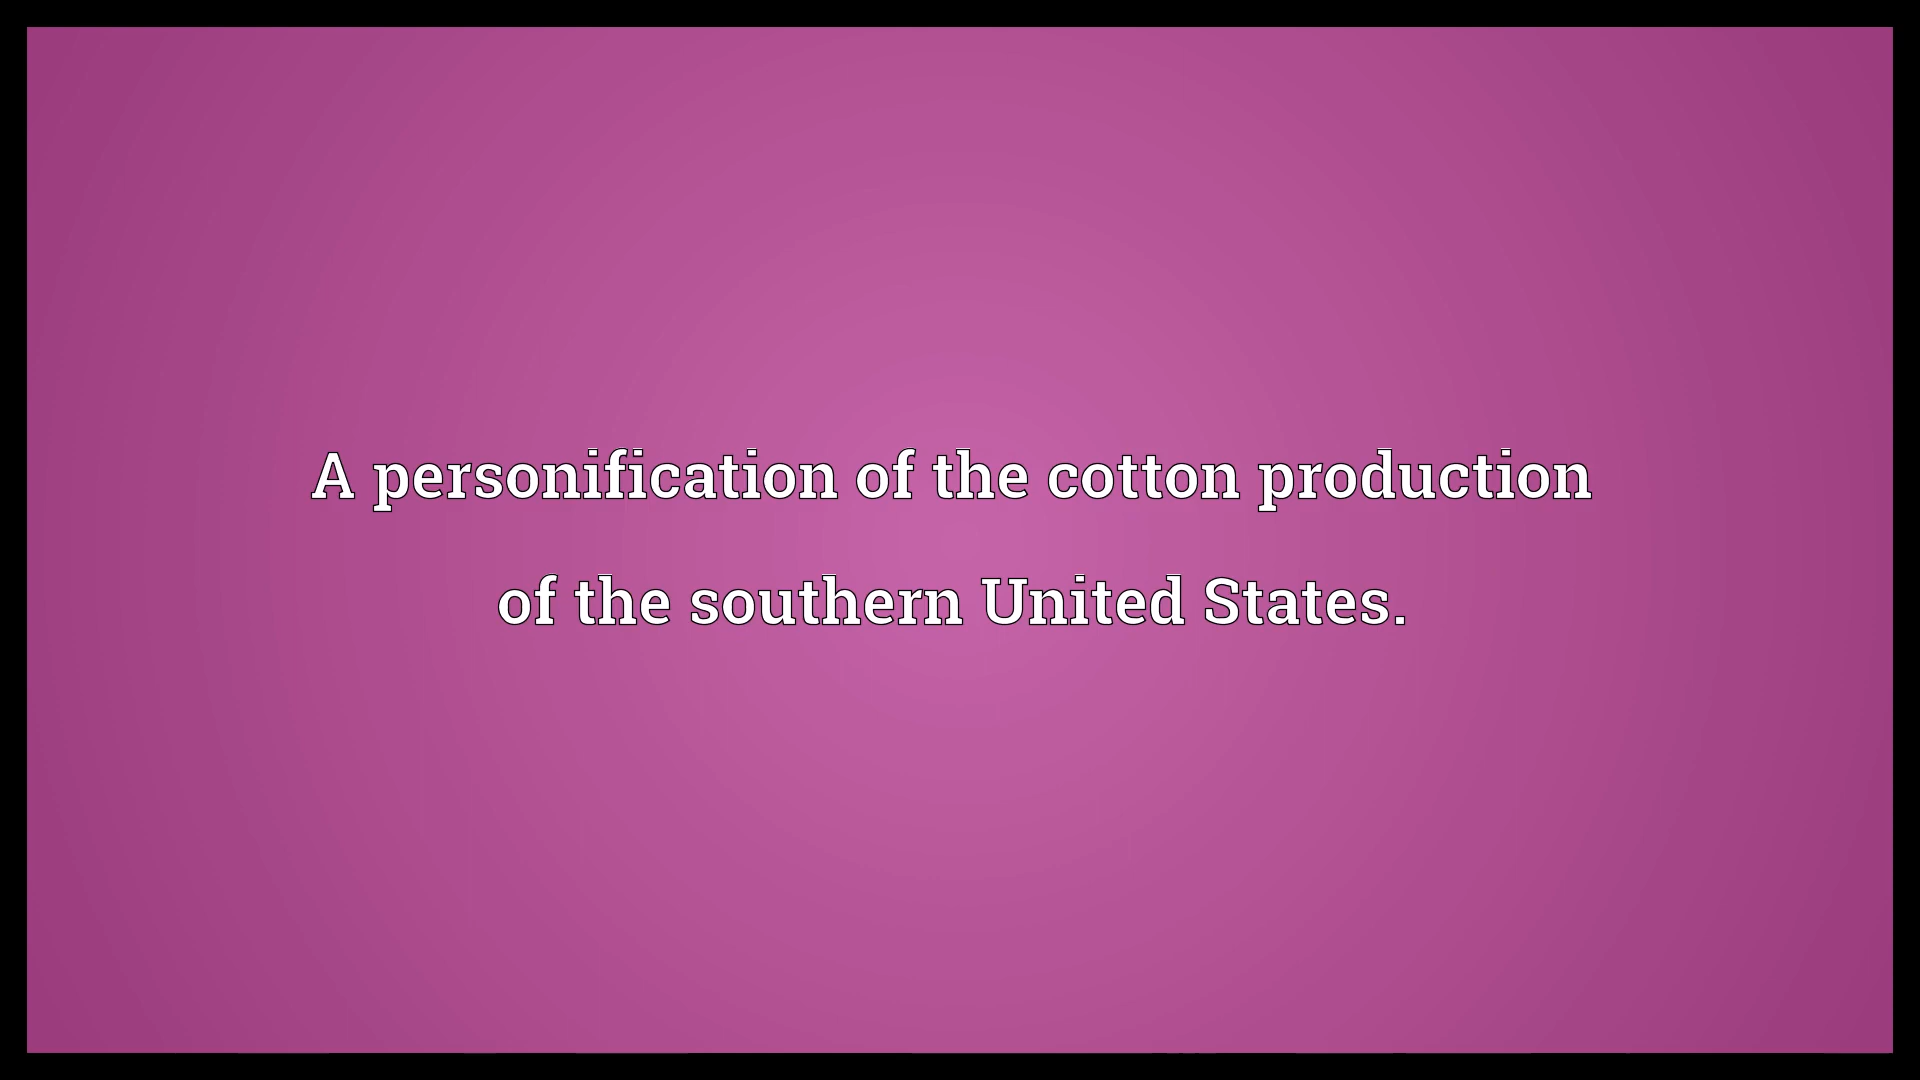 A personification of the cotton production
of the southern United States.